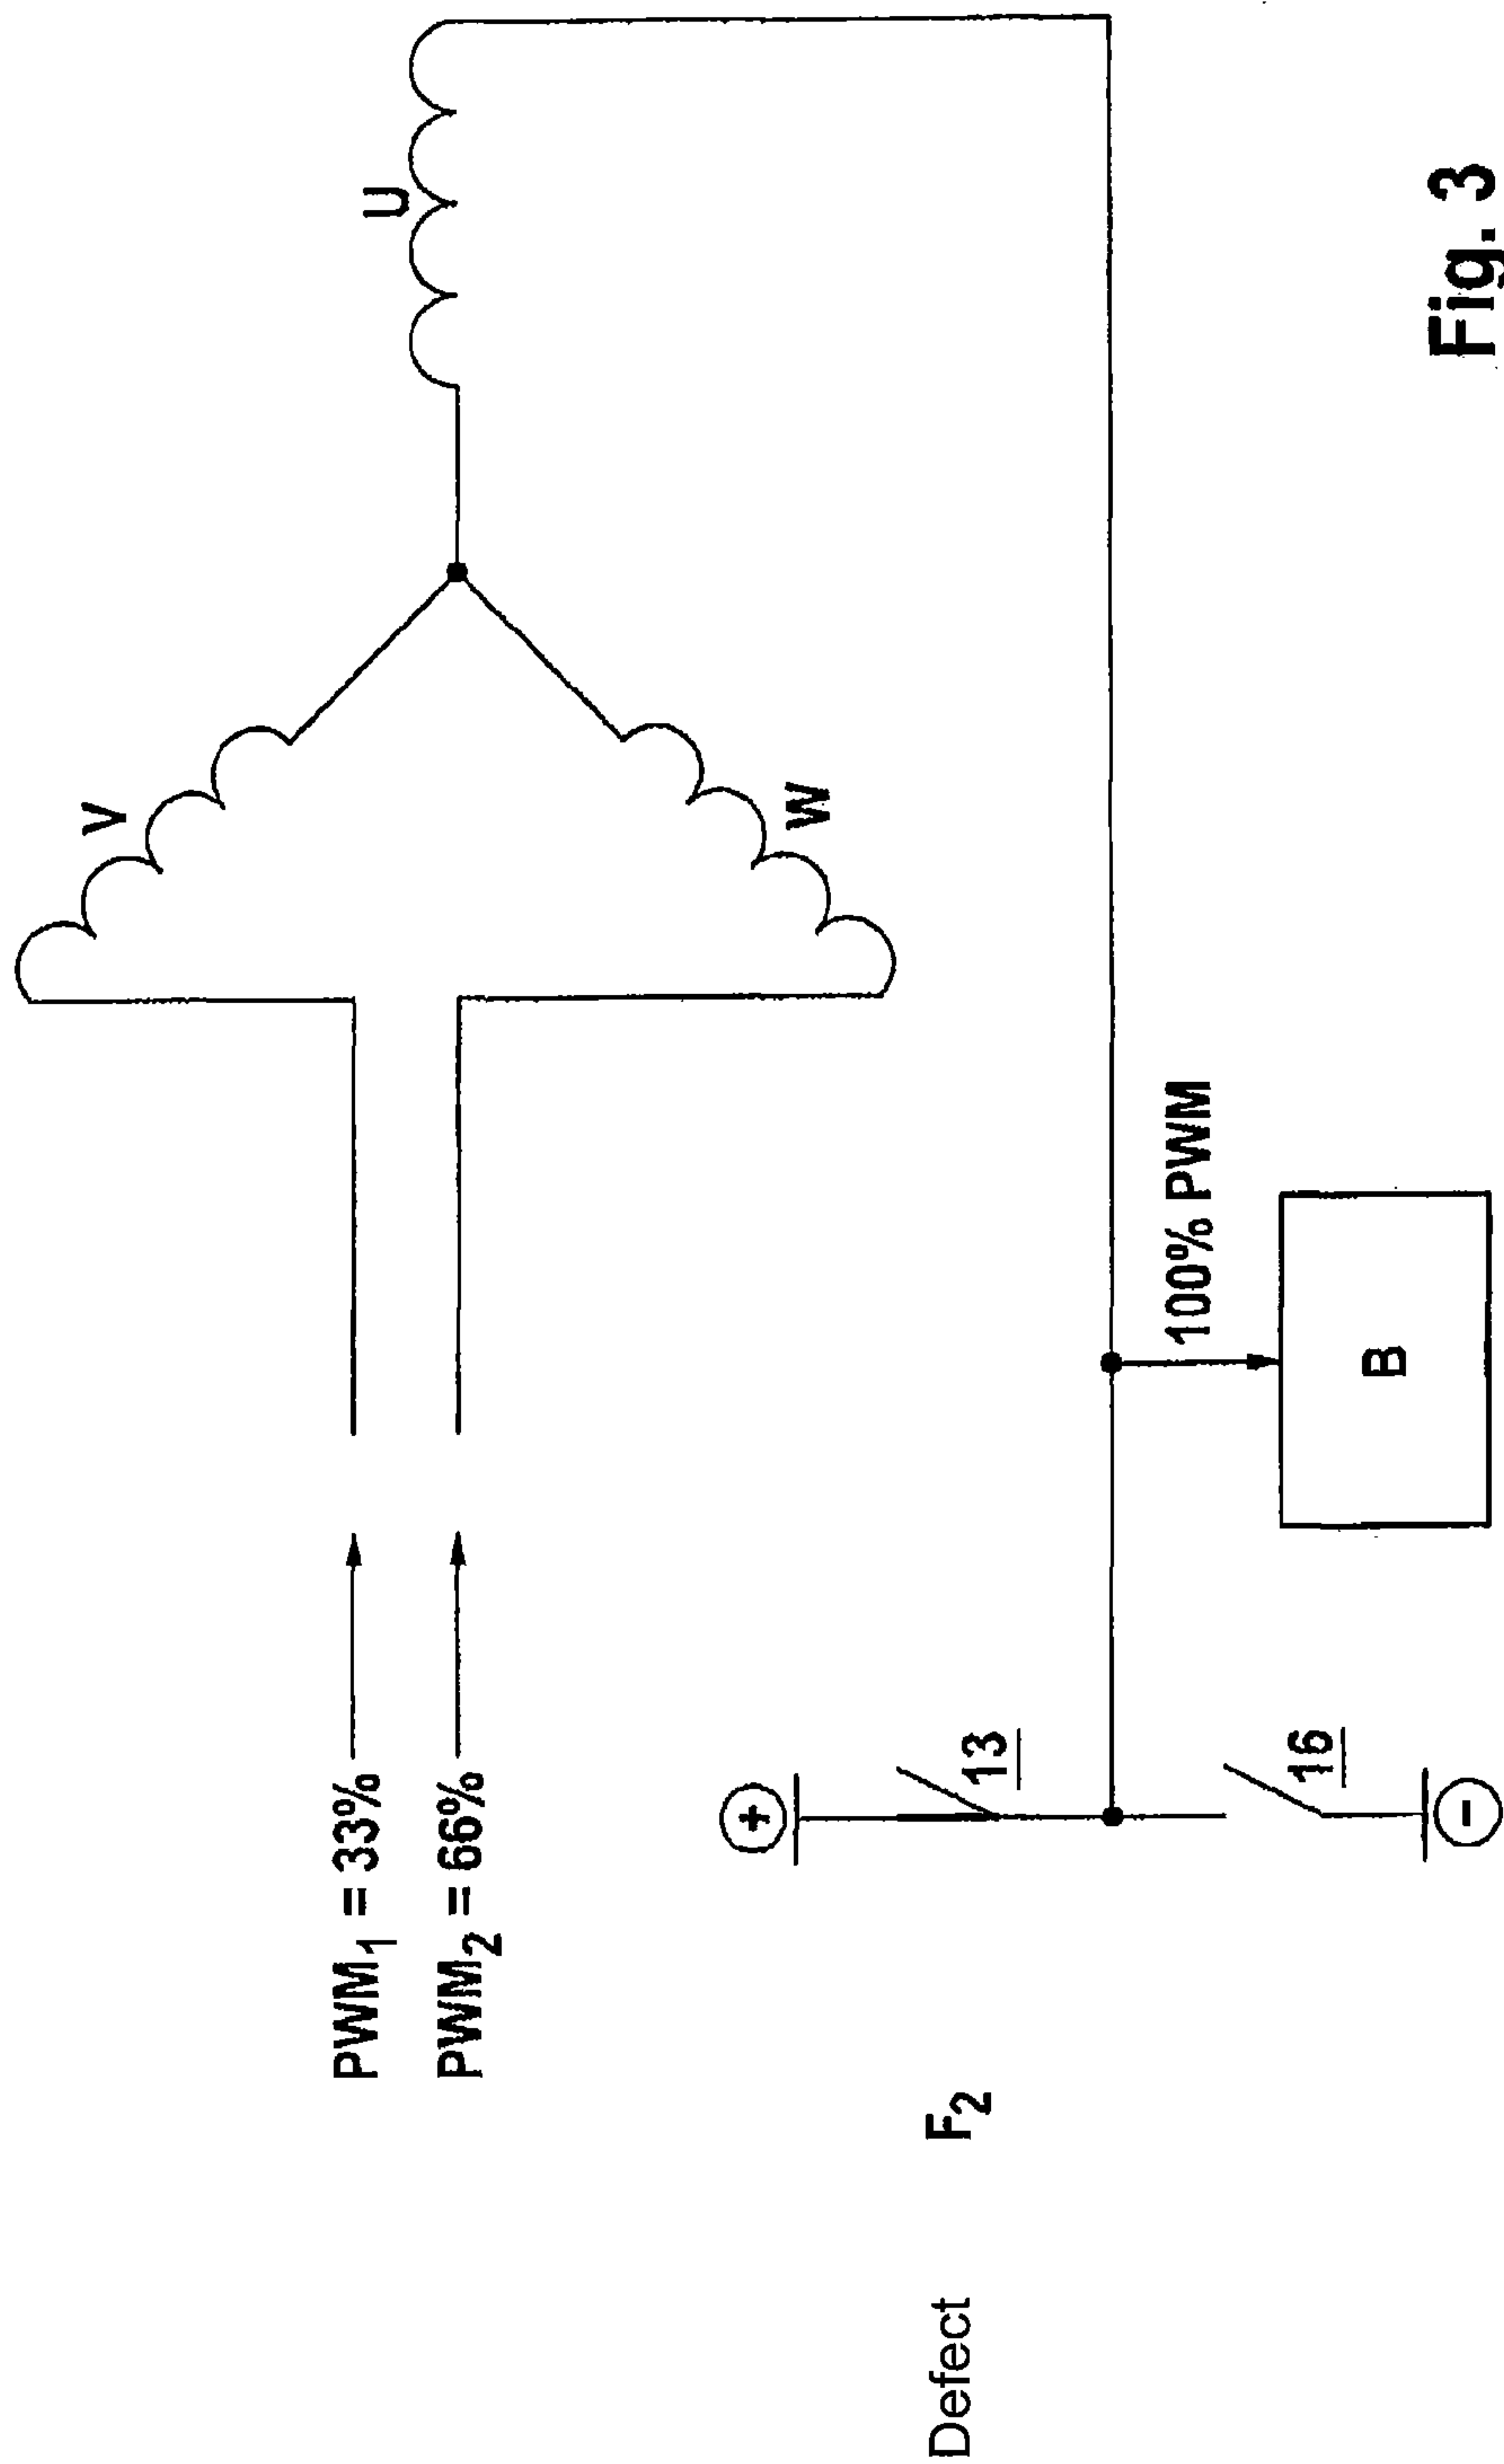 V
U
W
PWM₁ = 33%
PWM₂ = 66%
+
Defect F₂
13
100% PWM
16
B
-
Fig. 3